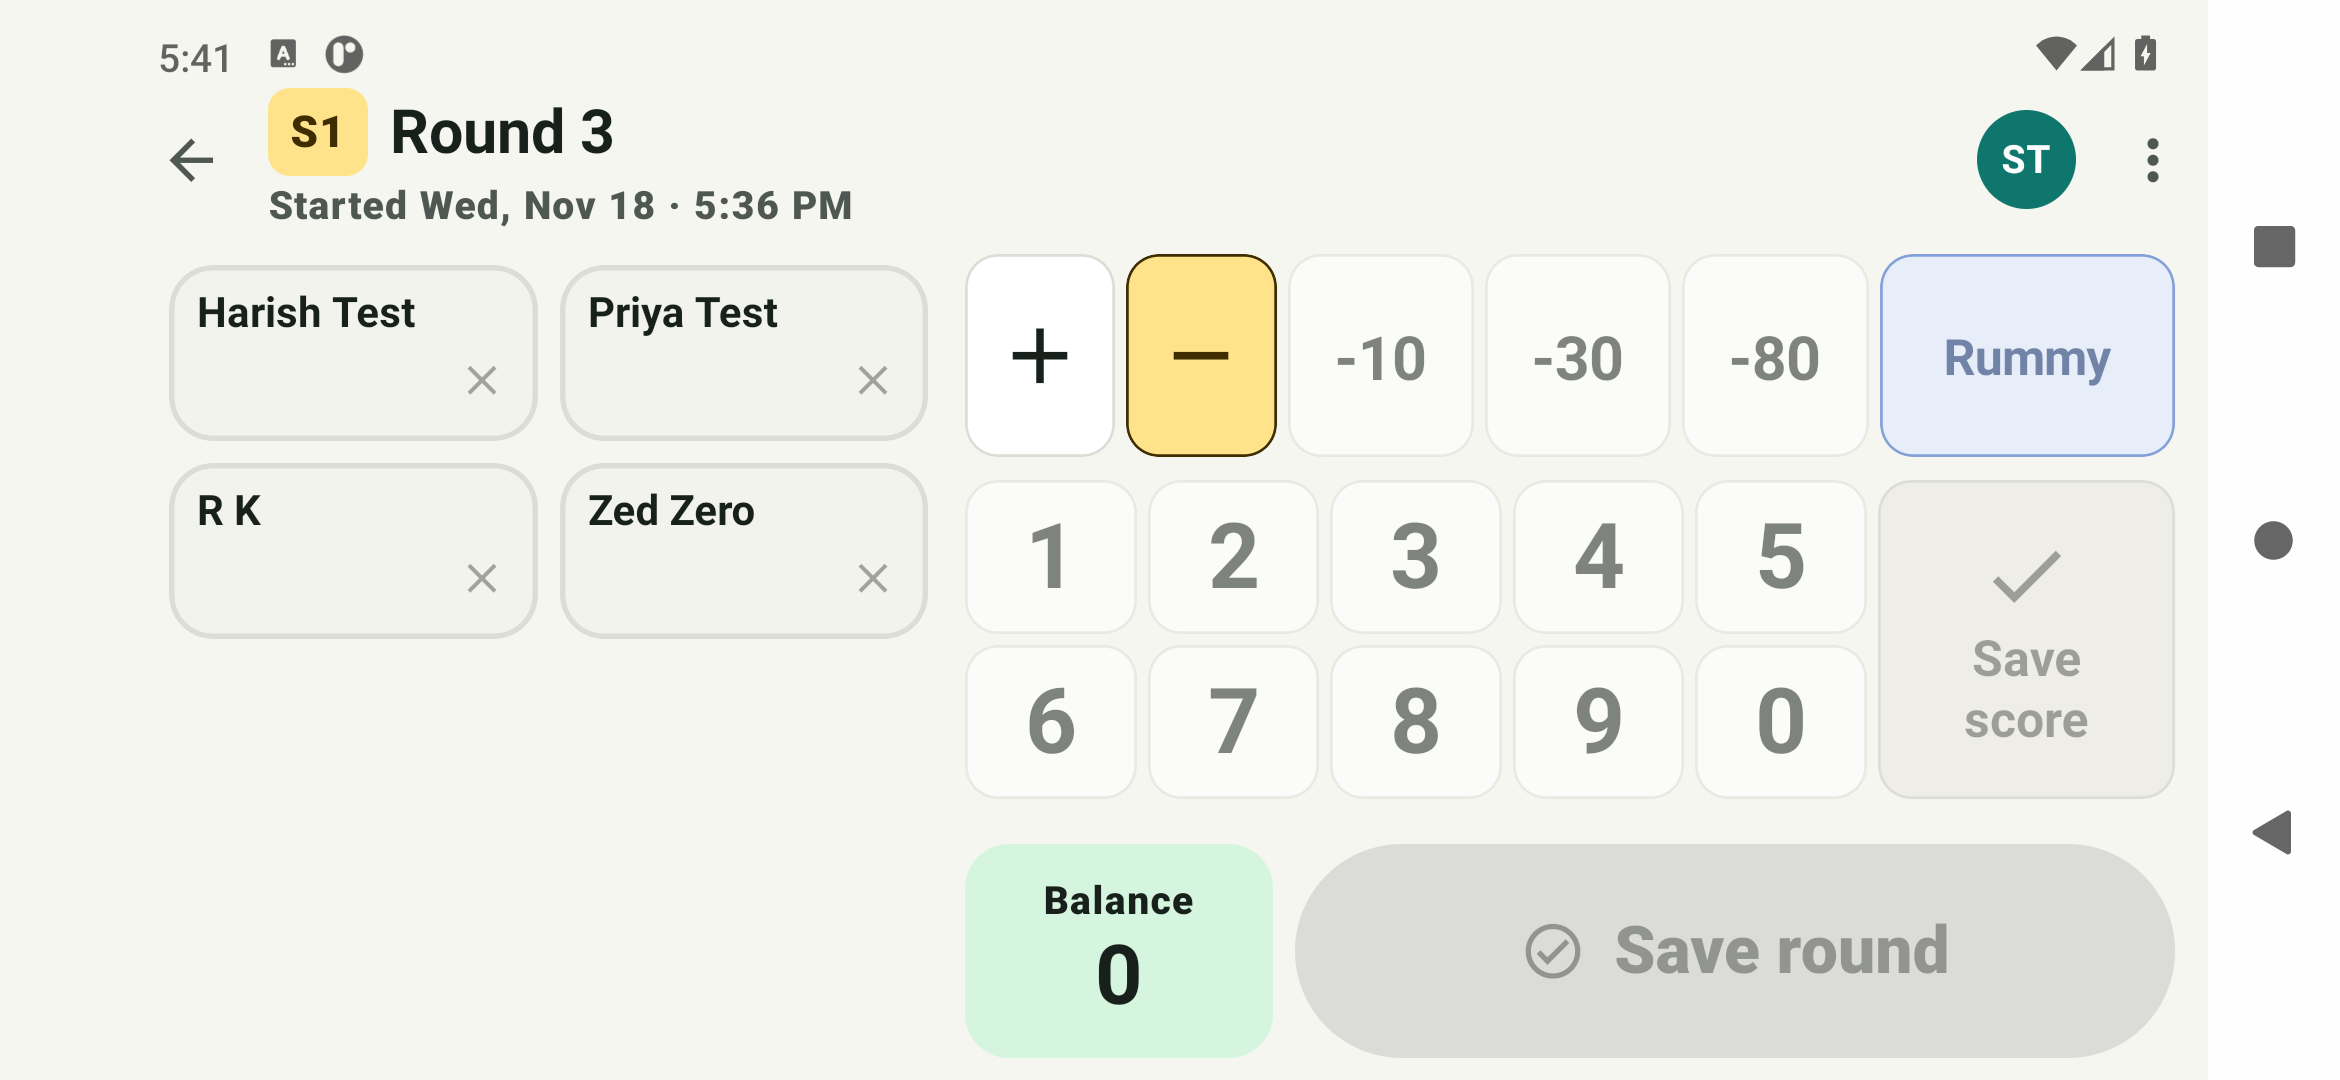 5:41
S1 Round 3
Started Wed, Nov 18 · 5:36 PM
ST
Harish Test
Priya Test
R K
Zed Zero
+ − -10 -30 -80 Rummy
1 2 3 4 5
6 7 8 9 0
Save
score
Balance
0
Save round